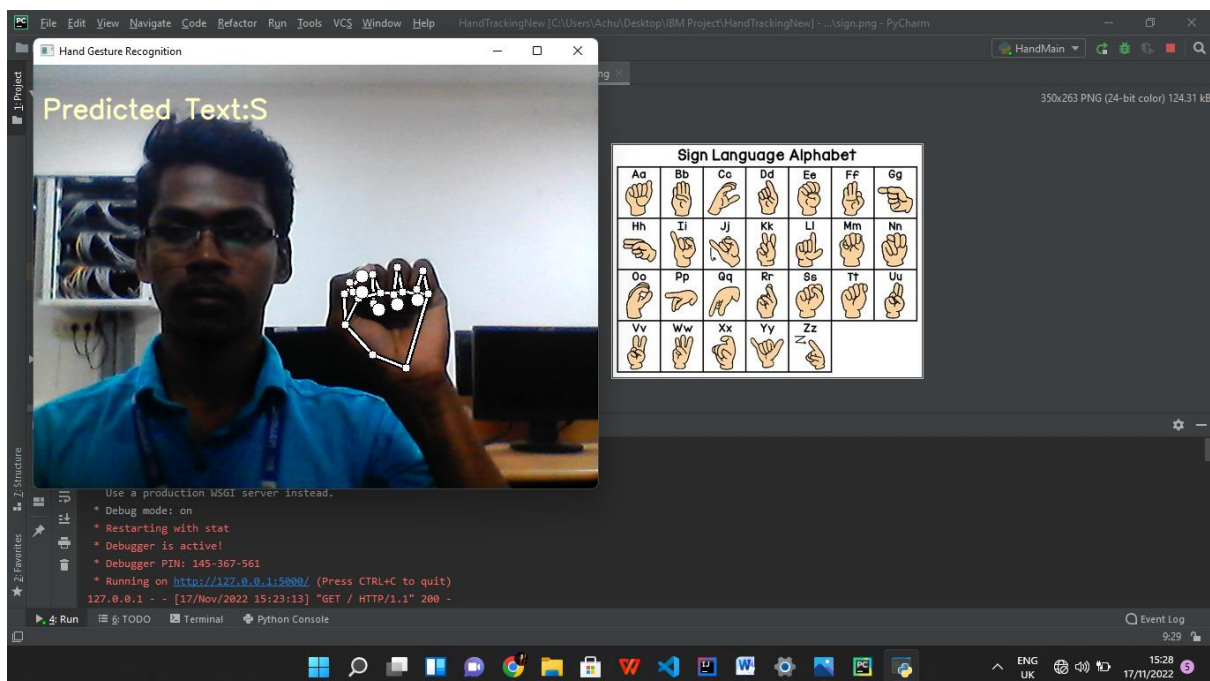 PC File Edit View Navigate Code Refactor Run Tools VCS Window Help HandTrackingNew [C:\Users\Achu\Desktop\IBM Project\HandTrackingNew] - ...\sign.png - PyCharm
Hand Gesture Recognition
HandMain
ng
1: Project
350x263 PNG (24-bit color) 124.31 kB
Predicted Text:S
Sign Language Alphabet
Aa Bb Cc Dd Ee Ff Gg
Hh Ii Jj Kk Ll Mm Nn
Oo Pp Qq Rr Ss Tt Uu
Vv Ww Xx Yy Zz
Z
7: Structure
2: Favorites
Use a production WSGI server instead.
* Debug mode: on
* Restarting with stat
* Debugger is active!
* Debugger PIN: 145-367-561
* Running on http://127.0.0.1:5000/ (Press CTRL+C to quit)
127.0.0.1 - - [17/Nov/2022 15:23:13] "GET / HTTP/1.1" 200 -
4: Run 6: TODO Terminal Python Console Event Log
9:29
ENG 15:28
UK 17/11/2022 5